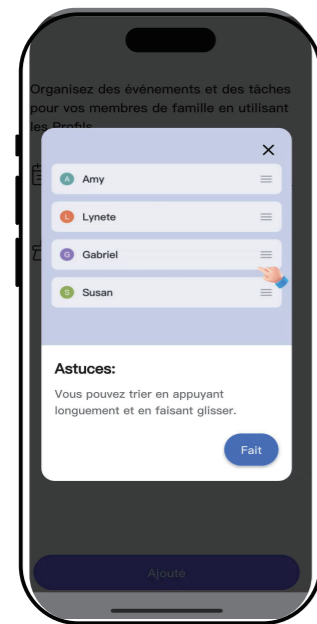 Organisez des événements et des tâches
pour vos membres de famille en utilisant
les Profils
A Amy
L Lynete
G Gabriel
S Susan
Astuces:
Vous pouvez trier en appuyant
longuement et en faisant glisser.
Fait
Ajouté